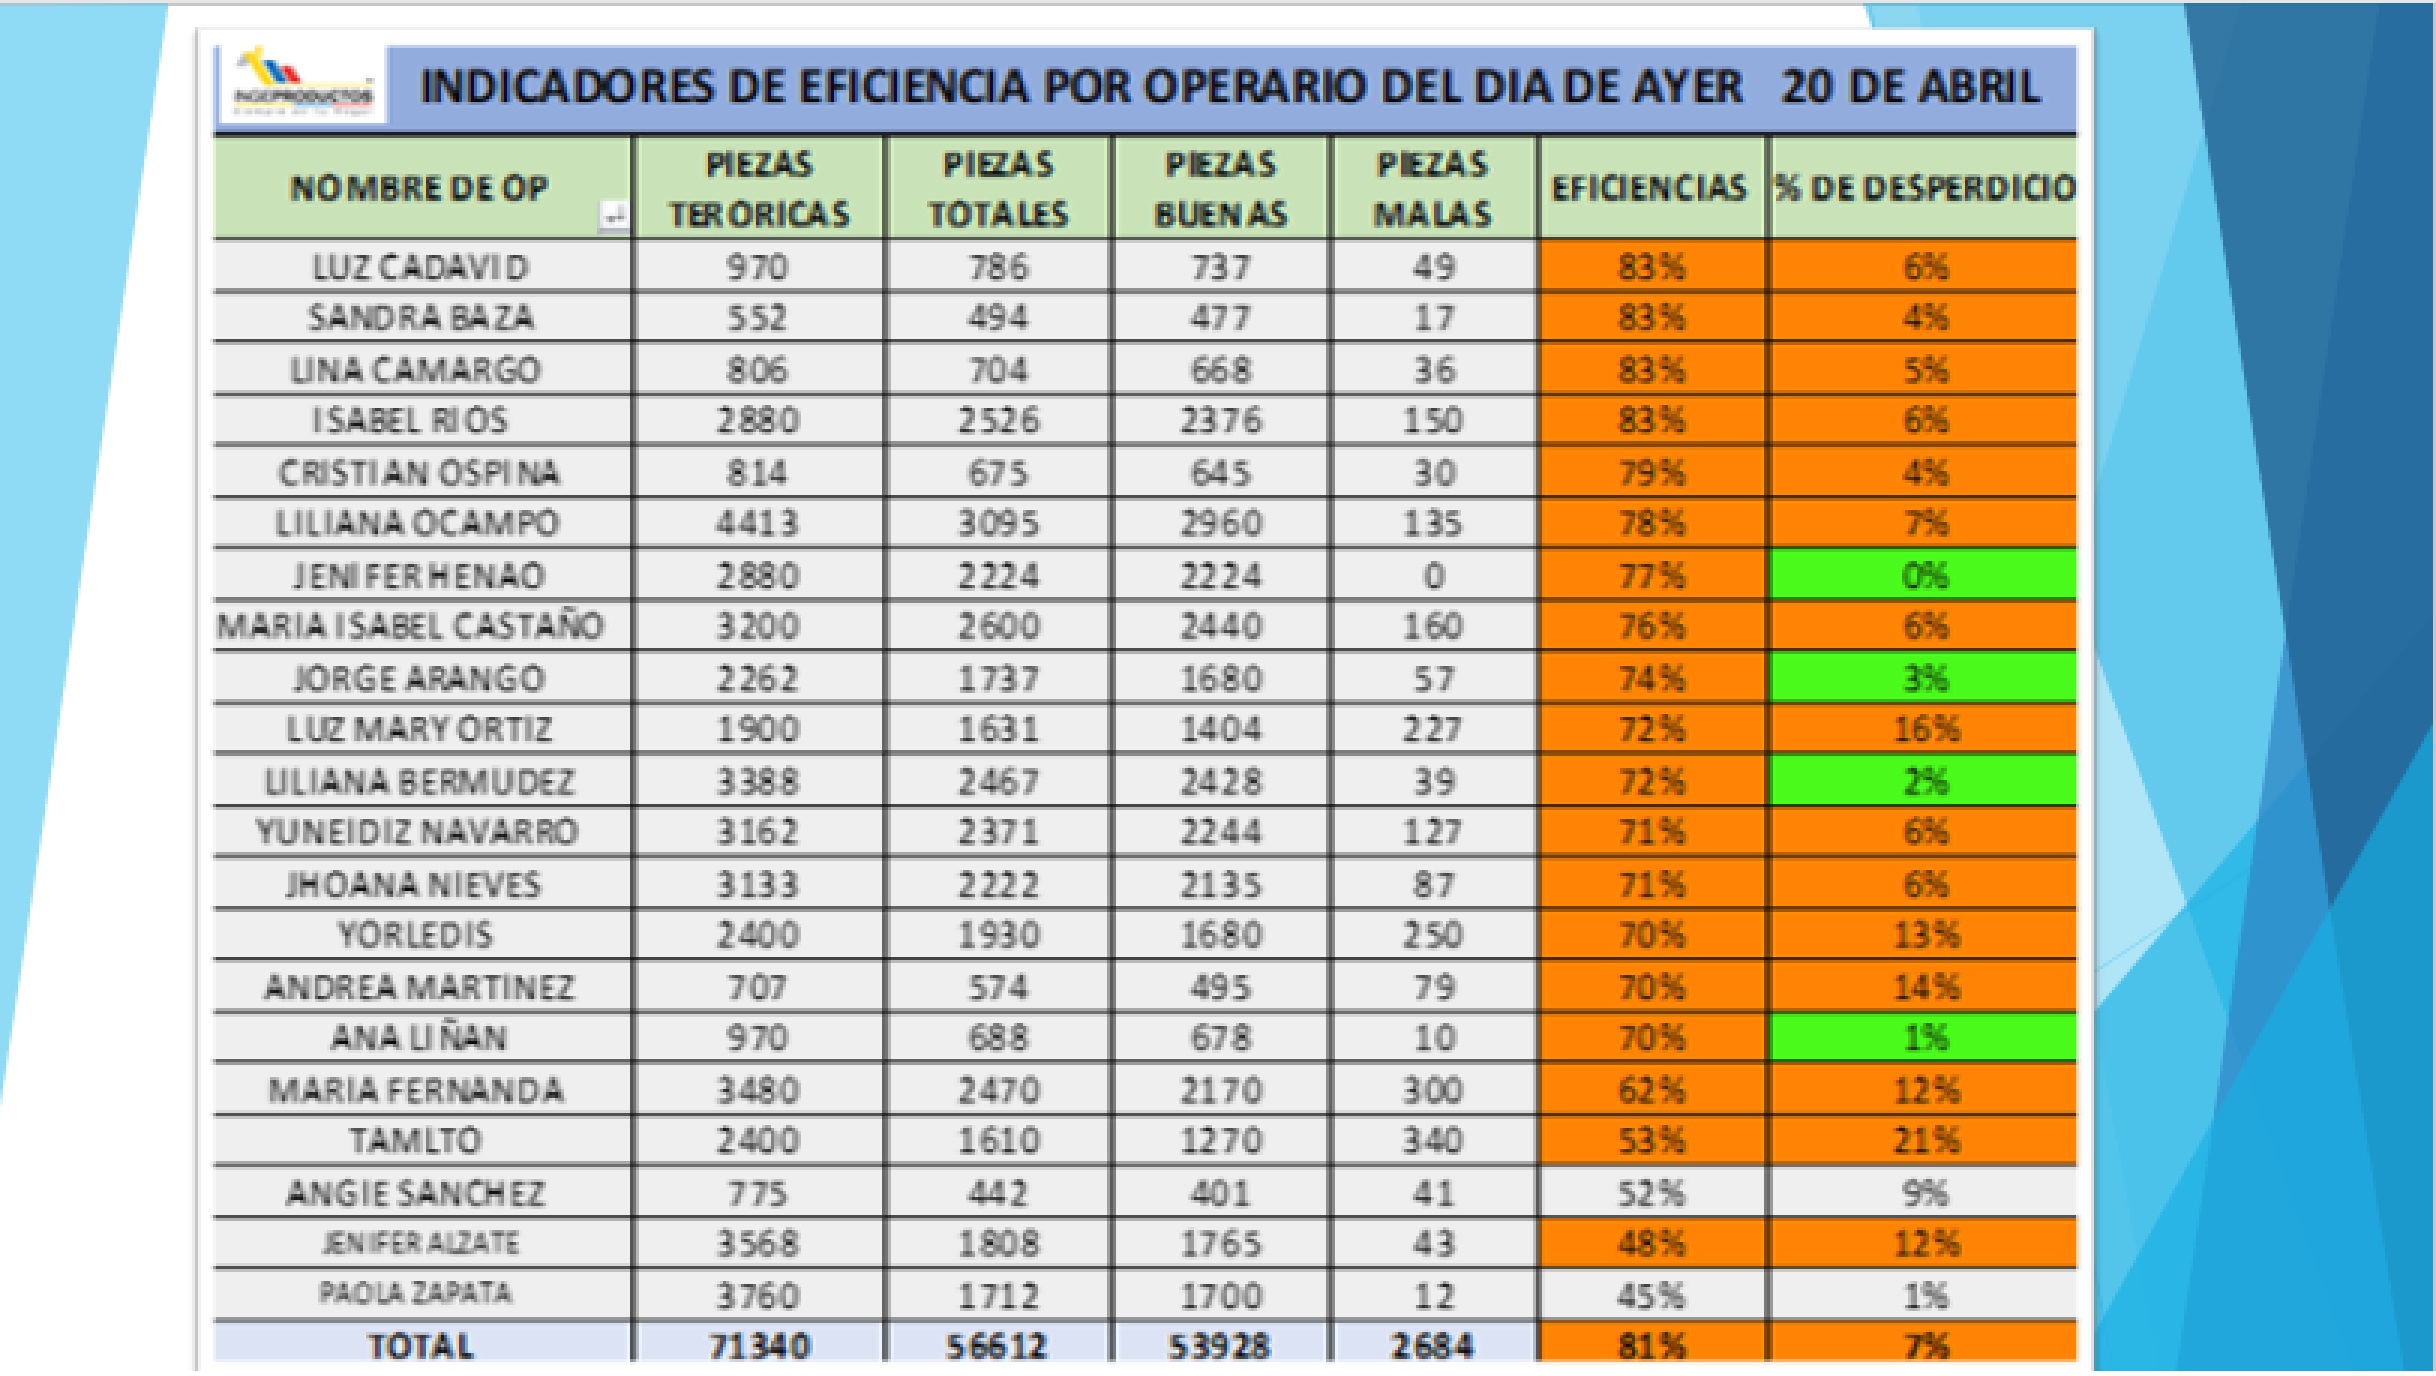 INGEPRODUCTOS
INDICADORES DE EFICIENCIA POR OPERARIO DEL DIA DE AYER 20 DE ABRIL
NOMBRE DE OP PIEZAS TERORICAS PIEZAS TOTALES PIEZAS BUENAS PIEZAS MALAS EFICIENCIAS % DE DESPERDICIO
LUZ CADAVID 970 786 737 49 83% 6%
SANDRA BAZA 552 494 477 17 83% 4%
LINA CAMARGO 806 704 668 36 83% 5%
ISABEL RIOS 2880 2526 2376 150 83% 6%
CRISTIAN OSPINA 814 675 645 30 79% 4%
LILIANA OCAMPO 4413 3095 2960 135 78% 7%
JENIFER HENAO 2880 2224 2224 0 77% 0%
MARIA ISABEL CASTAÑO 3200 2600 2440 160 76% 6%
JORGE ARANGO 2262 1737 1680 57 74% 3%
LUZ MARY ORTIZ 1900 1631 1404 227 72% 16%
LILIANA BERMUDEZ 3388 2467 2428 39 72% 2%
YUNEIDIZ NAVARRO 3162 2371 2244 127 71% 6%
JHOANA NIEVES 3133 2222 2135 87 71% 6%
YORLEDIS 2400 1930 1680 250 70% 13%
ANDREA MARTINEZ 707 574 495 79 70% 14%
ANA LIÑAN 970 688 678 10 70% 1%
MARIA FERNANDA 3480 2470 2170 300 62% 12%
TAMLTO 2400 1610 1270 340 53% 21%
ANGIE SANCHEZ 775 442 401 41 52% 9%
JENIFER ALZATE 3568 1808 1765 43 48% 12%
PAOLA ZAPATA 3760 1712 1700 12 45% 1%
TOTAL 71340 56612 53928 2684 81% 7%